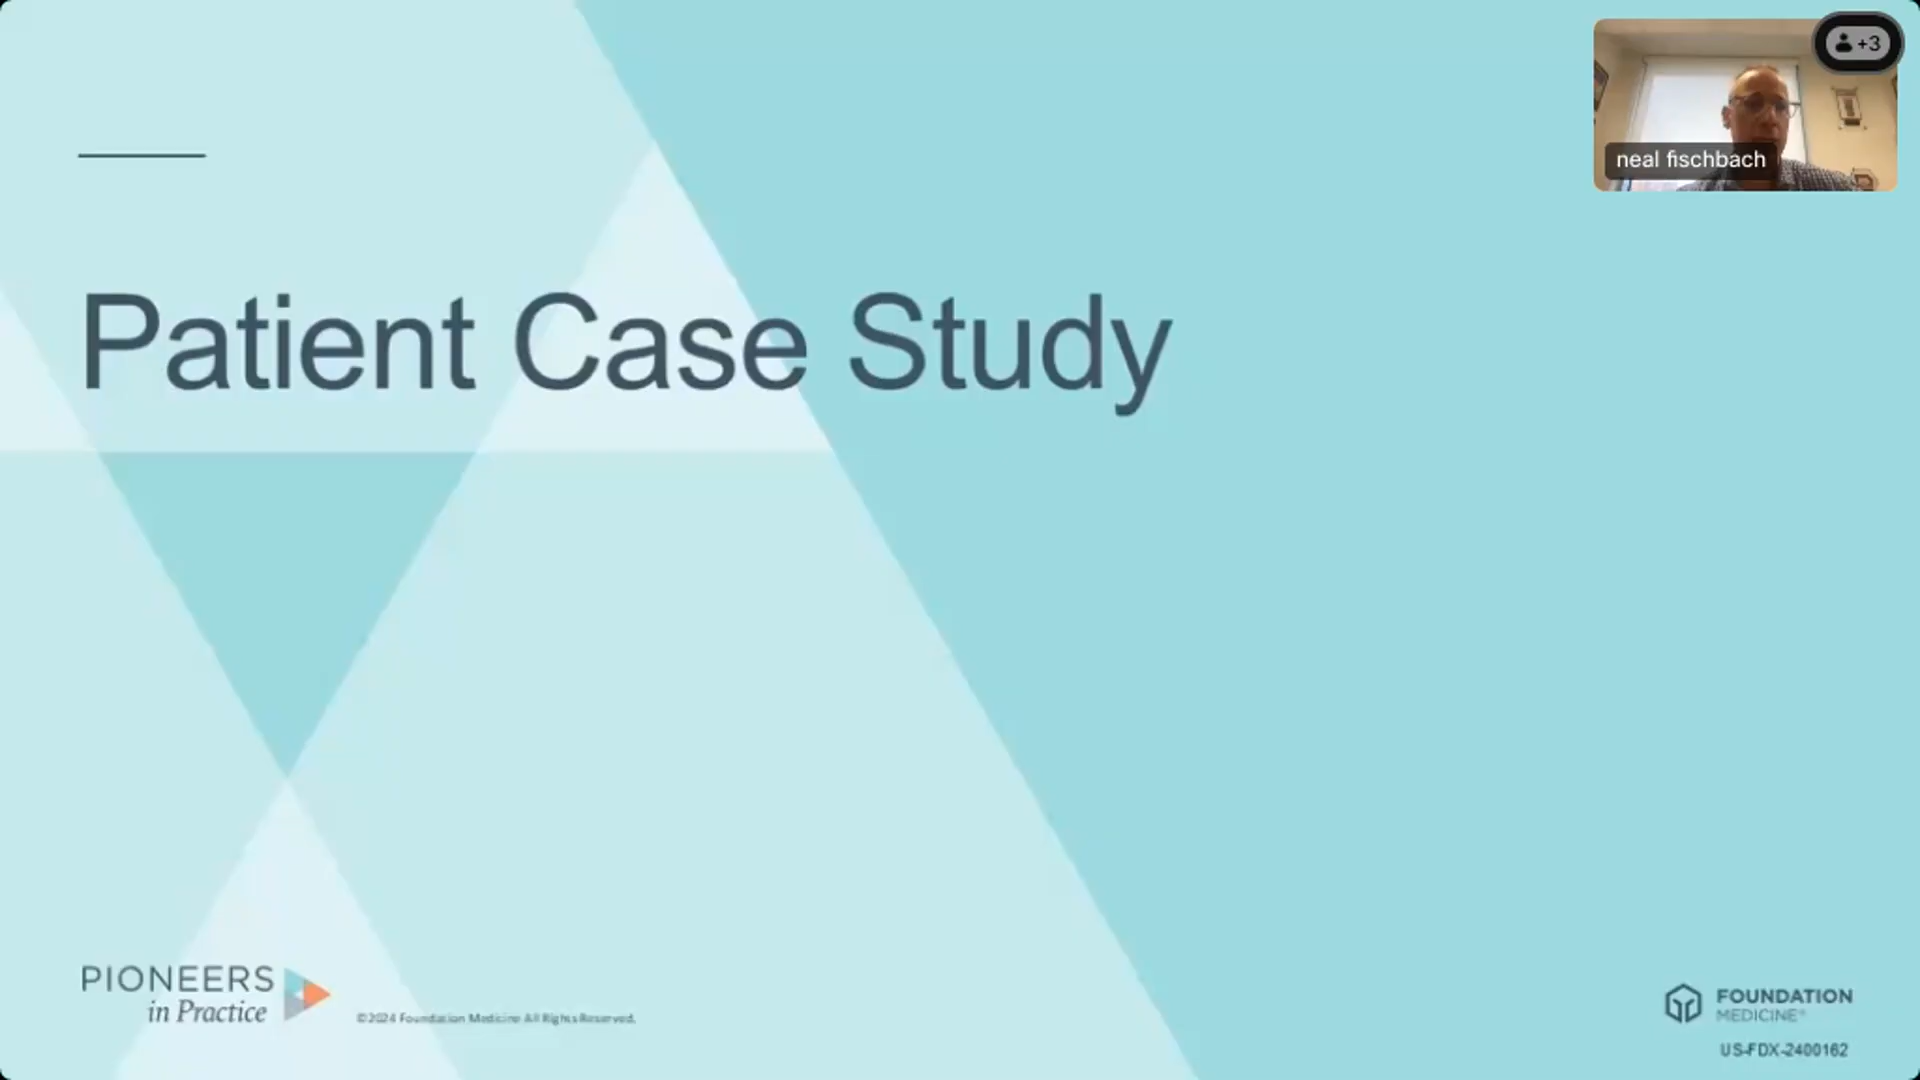 +3
neal fischbach
Patient Case Study
PIONEERS
in Practice
©2024 Foundation Medicine All Rights Reserved.
FOUNDATION
MEDICINE®
US-FDX-2400162